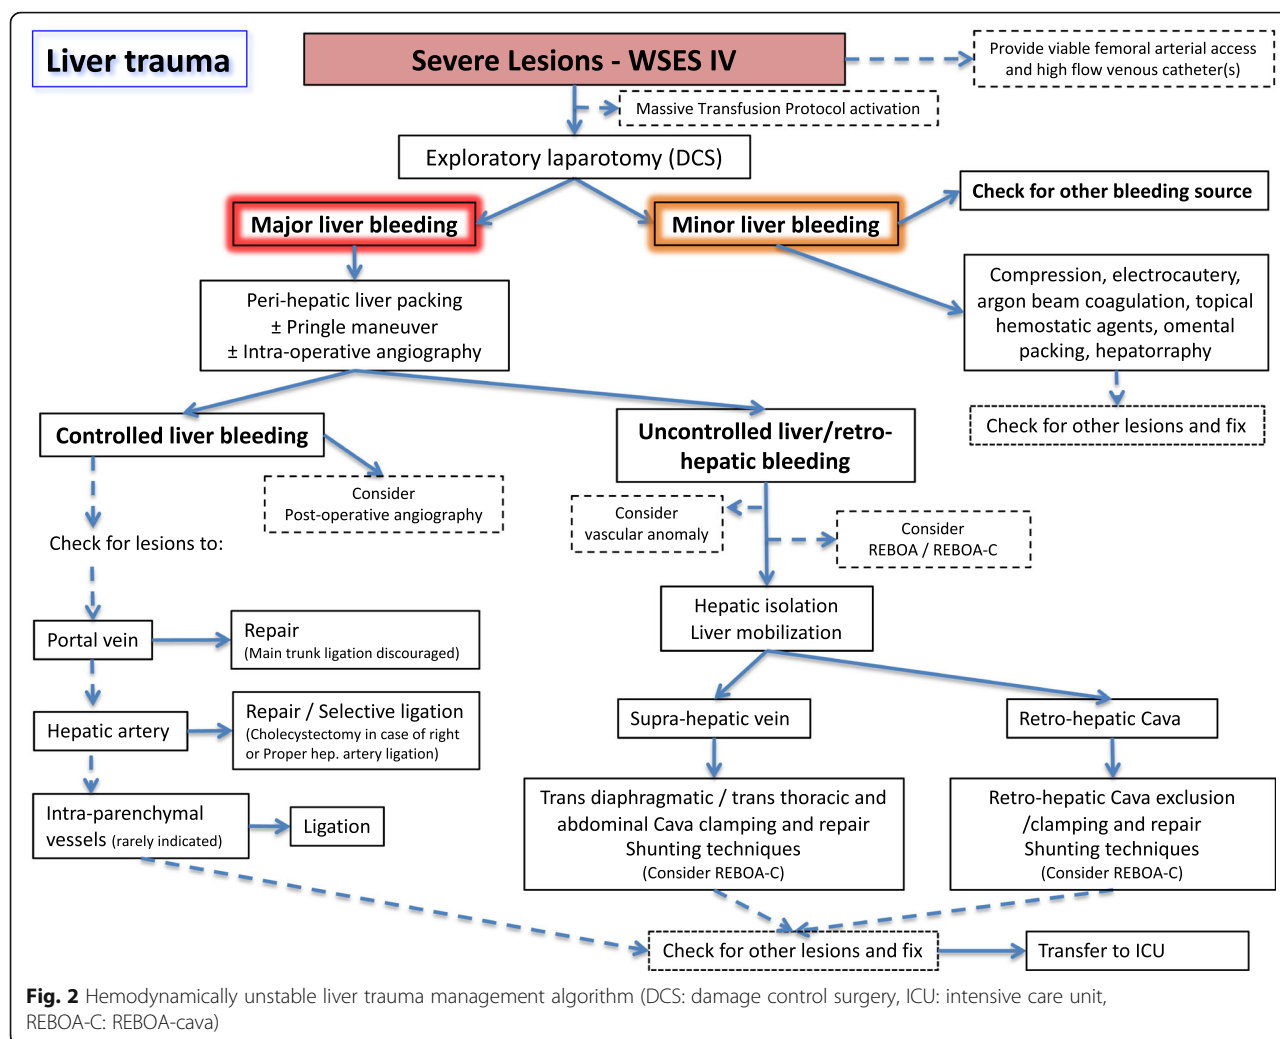 Liver trauma
Severe Lesions - WSES IV
Provide viable femoral arterial access
and high flow venous catheter(s)
Massive Transfusion Protocol activation
Exploratory laparotomy (DCS)
Major liver bleeding
Minor liver bleeding
Check for other bleeding source
Peri-hepatic liver packing
± Pringle maneuver
± Intra-operative angiography
Compression, electrocautery,
argon beam coagulation, topical
hemostatic agents, omental
packing, hepatorraphy
Check for other lesions and fix
Controlled liver bleeding
Uncontrolled liver/retro-
hepatic bleeding
Consider
Post-operative angiography
Consider
vascular anomaly
Consider
REBOA / REBOA-C
Check for lesions to:
Hepatic isolation
Liver mobilization
Portal vein
Repair
(Main trunk ligation discouraged)
Hepatic artery
Repair / Selective ligation
(Cholecystectomy in case of right
or Proper hep. artery ligation)
Supra-hepatic vein
Retro-hepatic Cava
Intra-parenchymal
vessels (rarely indicated)
Ligation
Trans diaphragmatic / trans thoracic and
abdominal Cava clamping and repair
Shunting techniques
(Consider REBOA-C)
Retro-hepatic Cava exclusion
/clamping and repair
Shunting techniques
(Consider REBOA-C)
Check for other lesions and fix
Transfer to ICU
Fig. 2 Hemodynamically unstable liver trauma management algorithm (DCS: damage control surgery, ICU: intensive care unit,
REBOA-C: REBOA-cava)